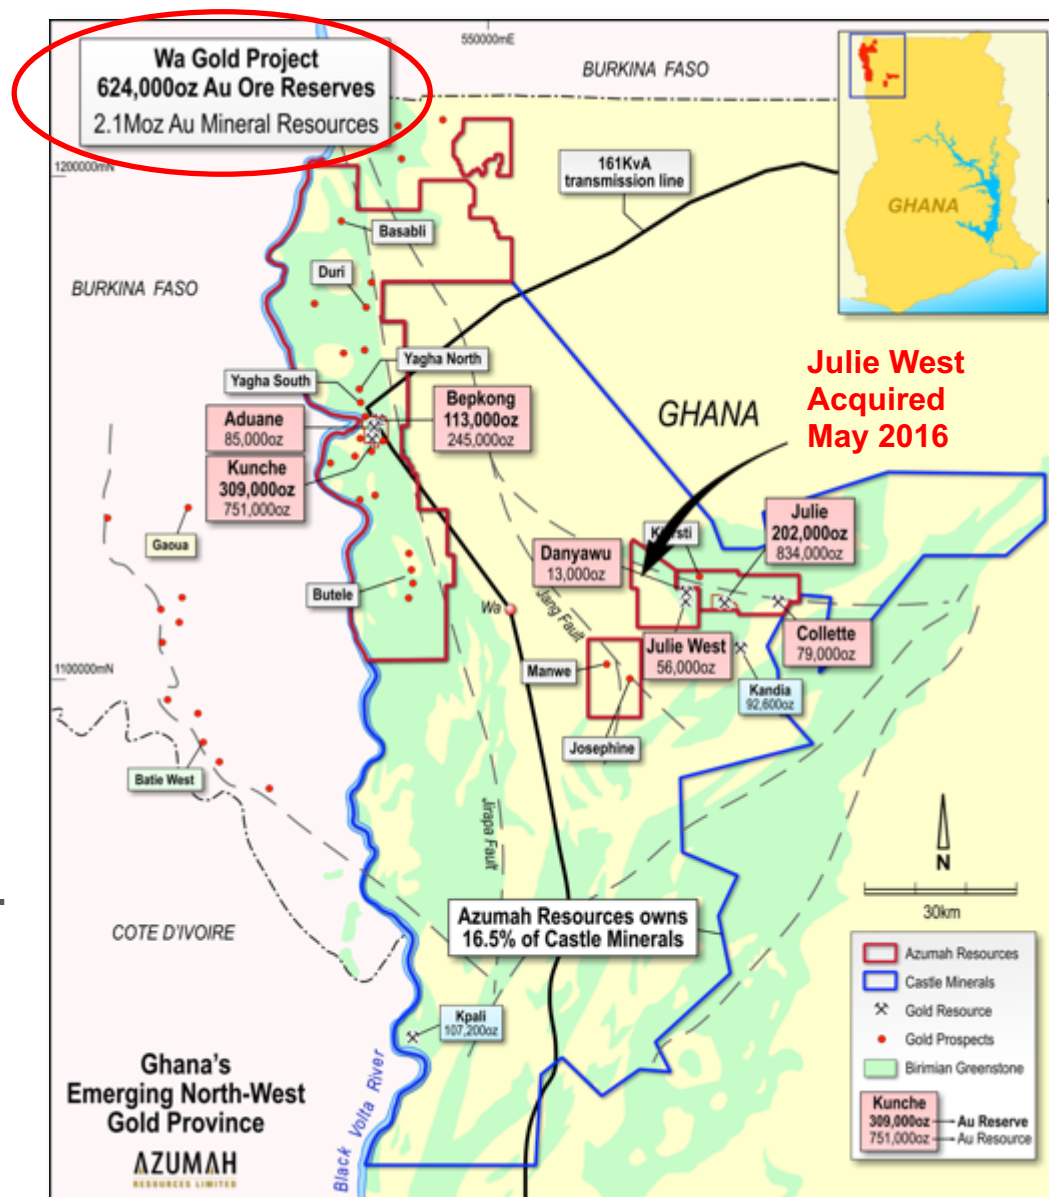 Wa Gold Project
624,000oz Au Ore Reserves
2.1Moz Au Mineral Resources
550000mE
BURKINA FASO
1200000mN
161KvA
transmission line
GHANA
Basabli
Duri
BURKINA FASO
Yagha North
Yagha South
Aduane
85,000oz
Bepkong
113,000oz
245,000oz
Kunche
309,000oz
751,000oz
GHANA
Julie West
Acquired
May 2016
Gaoua
Butele
Wa
Jang Fault
Danyawu
13,000oz
Julie
202,000oz
834,000oz
Julie West
56,000oz
Collette
79,000oz
Kandia
92,600oz
1100000mN
Manwe
Josephine
Batie West
Jirapa Fault
N
30km
COTE D'IVOIRE
Azumah Resources owns
16.5% of Castle Minerals
Kpali
107,200oz
Black Volta River
Ghana's
Emerging North-West
Gold Province
AZUMAH
RESOURCES LIMITED
Azumah Resources
Castle Minerals
Gold Resource
Gold Prospects
Birimian Greenstone
Kunche
309,000oz → Au Reserve
751,000oz → Au Resource